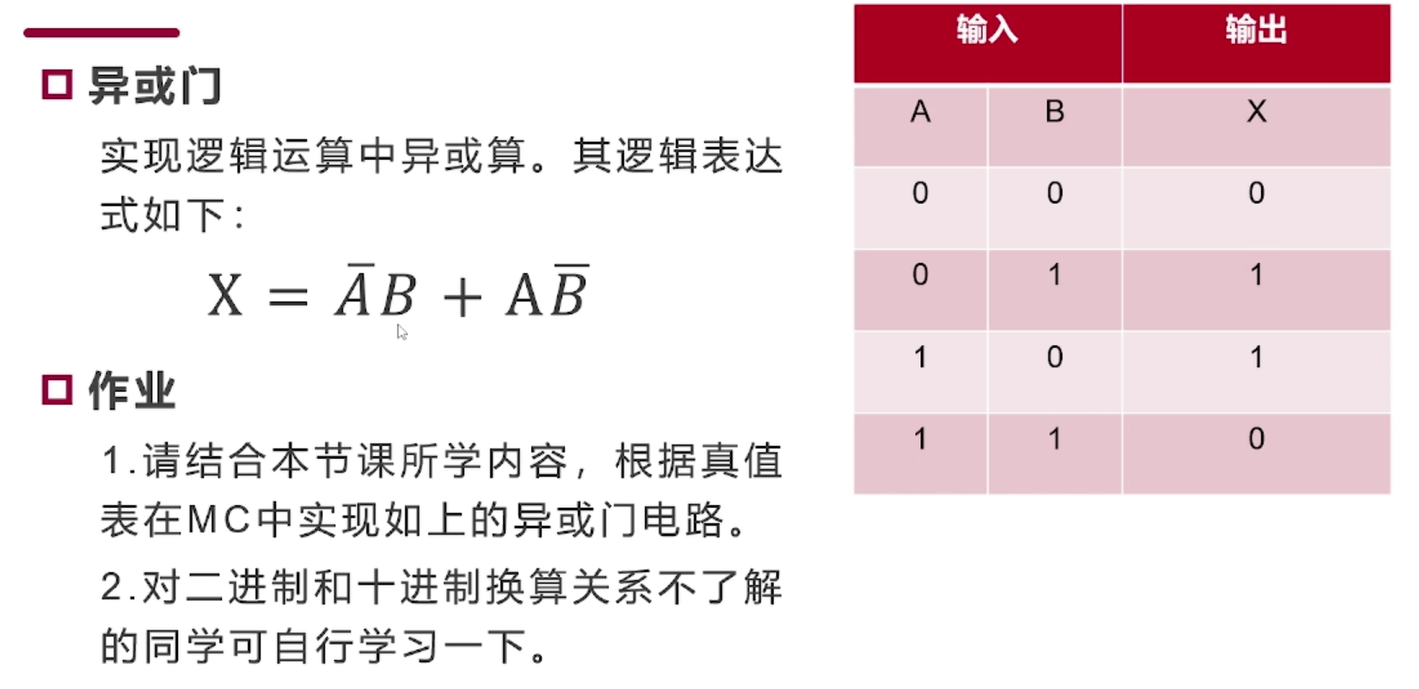 异或门
实现逻辑运算中异或算。其逻辑表达
式如下：
X = A̅B + AB̅
作业
1.请结合本节课所学内容，根据真值
表在MC中实现如上的异或门电路。
2.对二进制和十进制换算关系不了解
的同学可自行学习一下。
输入 输出
A B X
0 0 0
0 1 1
1 0 1
1 1 0